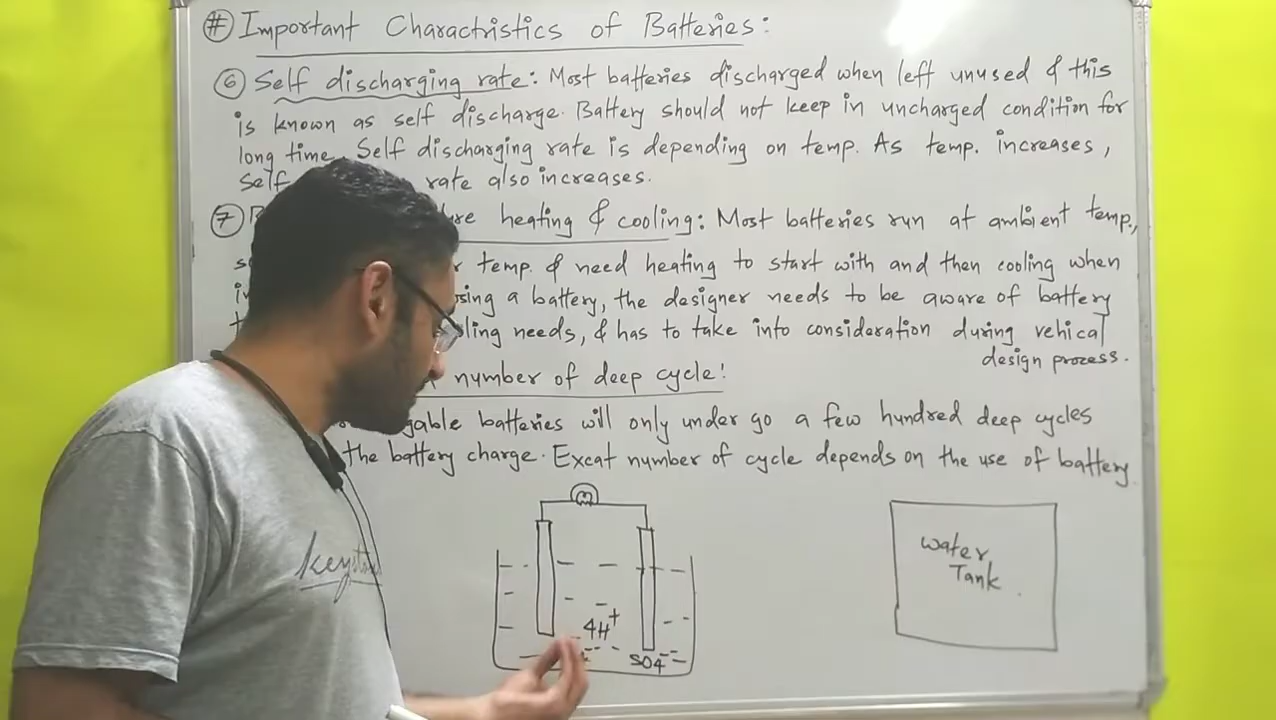 # Important Charactristics of Batteries:
6 Self discharging rate: Most batteries discharged when left unused & this
is known as self discharge. Battery should not keep in uncharged condition for
long time. Self discharging rate is depending on temp. As temp. increases,
Self rate also increases.
7 heating & cooling: Most batteries run at ambient temp.,
temp. & need heating to start with and then cooling when
a battery, the designer needs to be aware of battery
needs, & has to take into consideration during vehical
design process.
number of deep cycle!
batteries will only under go a few hundred deep cycles
the battery charge. Excat number of cycle depends on the use of battery.
4H+
SO4
Water
Tank